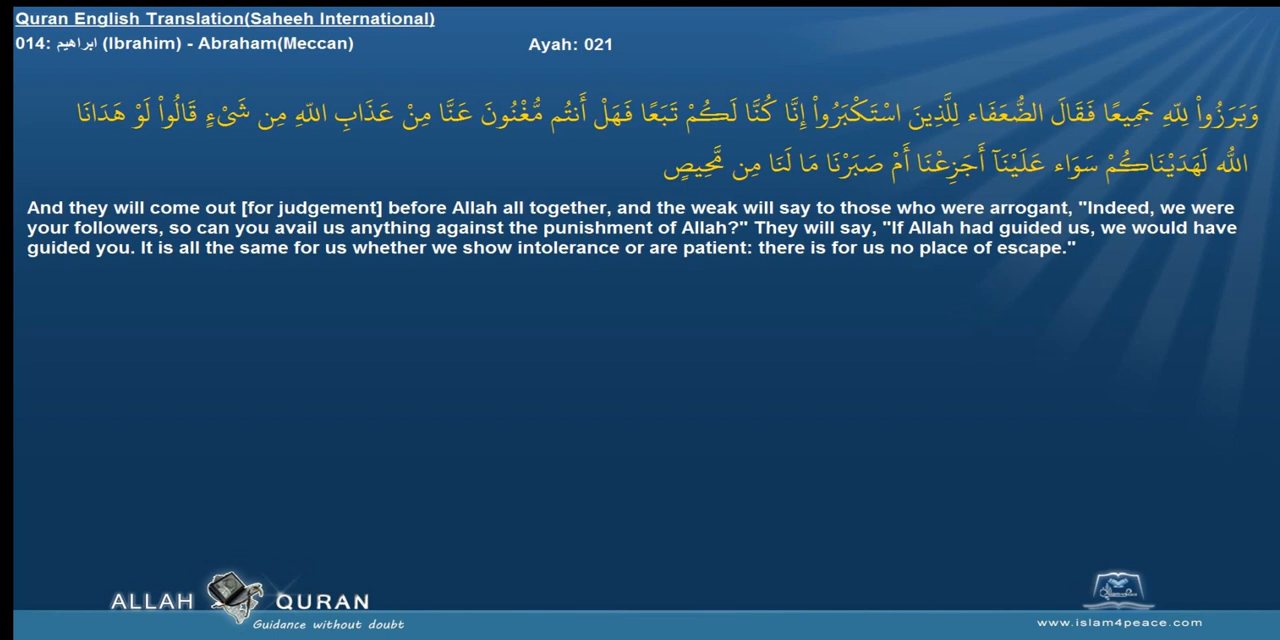 Quran English Translation(Saheeh International)
014: ابراهيم (Ibrahim) - Abraham(Meccan)
Ayah: 021
وَبَرَزُواْ لِلّهِ جَمِيعًا فَقَالَ الضُّعَفَاء لِلَّذِينَ اسْتَكْبَرُواْ إِنَّا كُنَّا لَكُمْ تَبَعًا فَهَلْ أَنتُم مُّغْنُونَ عَنَّا مِنْ عَذَابِ اللّهِ مِن شَيْءٍ قَالُواْ لَوْ هَدَانَا
اللّه لَهَدَيْنَاكُمْ سَوَاء عَلَيْنَآ أَجَزِعْنَا أَمْ صَبَرْنَا مَا لَنَا مِن مَّحِيصٍ
And they will come out [for judgement] before Allah all together, and the weak will say to those who were arrogant, "Indeed, we were
your followers, so can you avail us anything against the punishment of Allah?" They will say, "If Allah had guided us, we would have
guided you. It is all the same for us whether we show intolerance or are patient: there is for us no place of escape."
ALLAH QURAN
Guidance without doubt
www.islam4peace.com